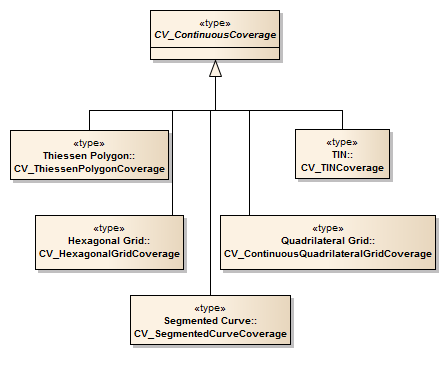 «type»
CV_ContinuousCoverage
«type»
Thiessen Polygon::
CV_ThiessenPolygonCoverage
«type»
TIN::
CV_TINCoverage
«type»
Hexagonal Grid::
CV_HexagonalGridCoverage
«type»
Quadrilateral Grid::
CV_ContinuousQuadrilateralGridCoverage
«type»
Segmented Curve::
CV_SegmentedCurveCoverage